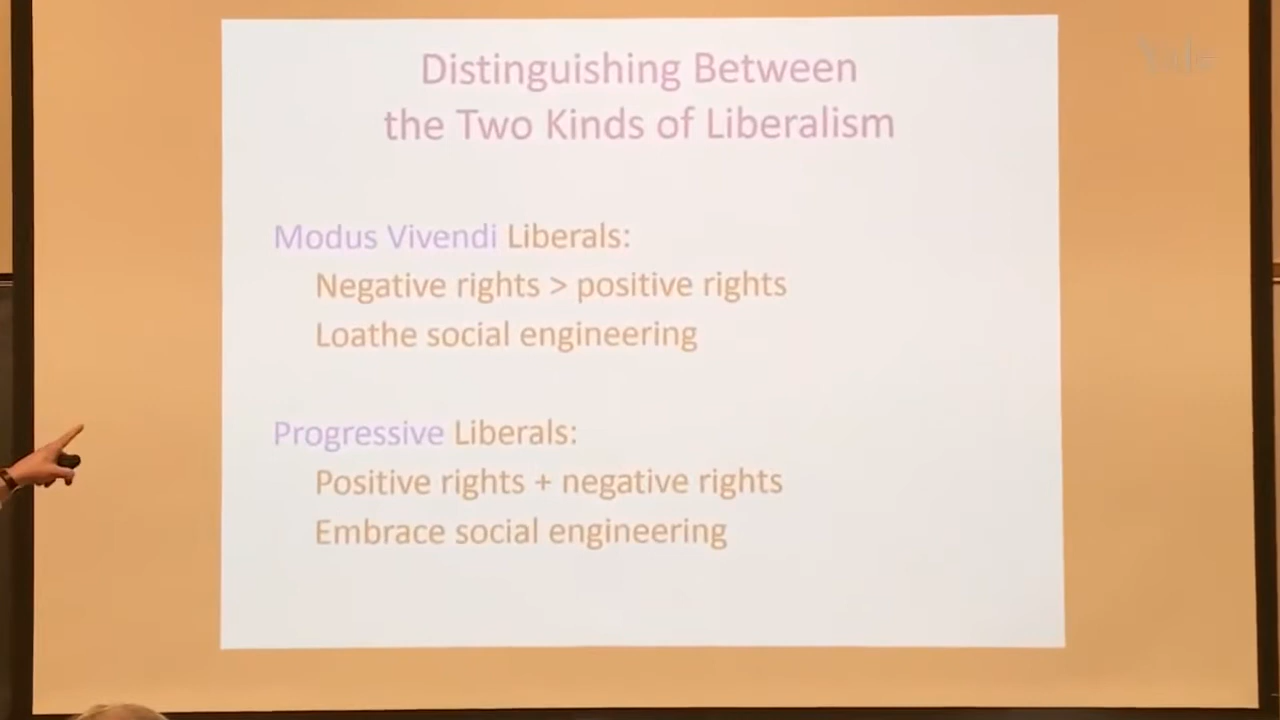 Yale
Distinguishing Between
the Two Kinds of Liberalism
Modus Vivendi Liberals:
Negative rights > positive rights
Loathe social engineering
Progressive Liberals:
Positive rights + negative rights
Embrace social engineering